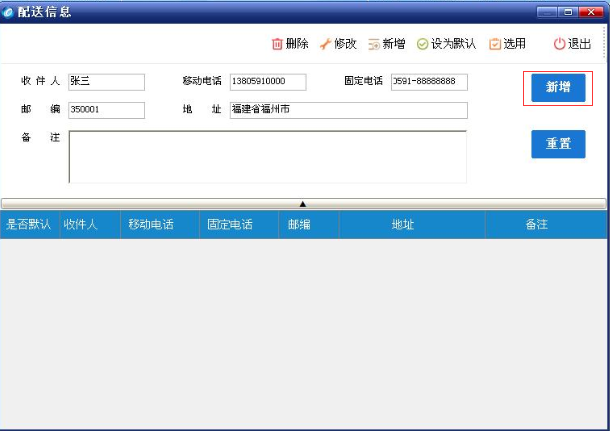 配送信息
删除 修改 新增 设为默认 选用 退出
收件人 张三 移动电话 13805910000 固定电话 0591-88888888 新增
邮编 350001 地址 福建省福州市
备注 重置
是否默认 收件人 移动电话 固定电话 邮编 地址 备注